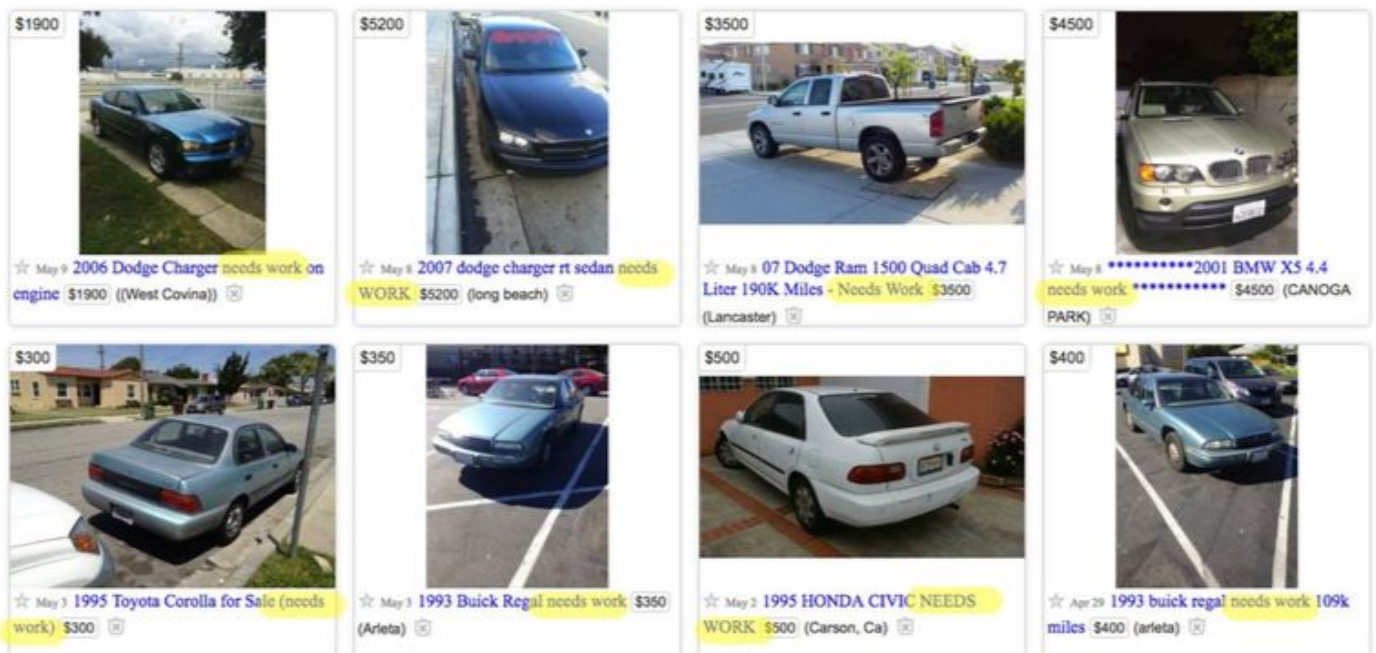 $1900
$5200
$3500
$4500
☆ May 9 2006 Dodge Charger needs work on
engine $1900 ((West Covina))
☆ May 8 2007 dodge charger rt sedan needs
WORK $5200 (long beach)
☆ May 8 07 Dodge Ram 1500 Quad Cab 4.7
Liter 190K Miles - Needs Work $3500
(Lancaster)
☆ May 8 **********2001 BMW X5 4.4
needs work *********** $4500 (CANOGA
PARK)
$300
$350
$500
$400
☆ May 3 1995 Toyota Corolla for Sale (needs
work) $300
☆ May 3 1993 Buick Regal needs work $350
(Arleta)
☆ May 2 1995 HONDA CIVIC NEEDS
WORK $500 (Carson, Ca)
☆ Apr 29 1993 buick regal needs work 109k
miles $400 (arleta)